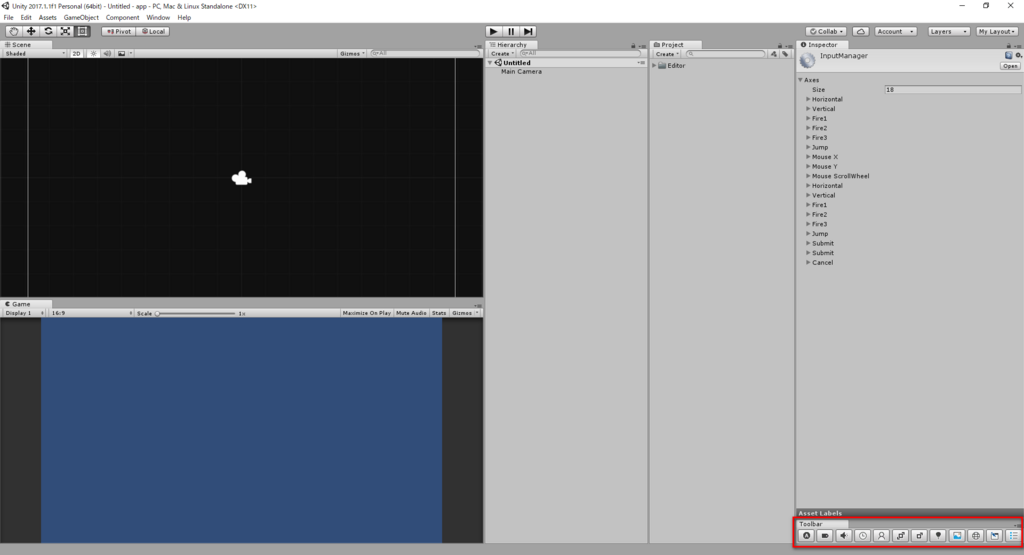 Unity 2017.1.1f1 Personal (64bit) - Untitled - app - PC, Mac & Linux Standalone <DX11>
File Edit Assets GameObject Component Window Help
Pivot Local Collab Account Layers My Layout
Scene
Shaded 2D Gizmos All
Hierarchy
Create All
Untitled
Main Camera
Project
Create
Editor
Inspector
InputManager
Open
Axes
Size 18
Horizontal
Vertical
Fire1
Fire2
Fire3
Jump
Mouse X
Mouse Y
Mouse ScrollWheel
Horizontal
Vertical
Fire1
Fire2
Fire3
Jump
Submit
Submit
Cancel
Game
Display 1 16:9 Scale 1x Maximize On Play Mute Audio Stats Gizmos
Asset Labels
Toolbar